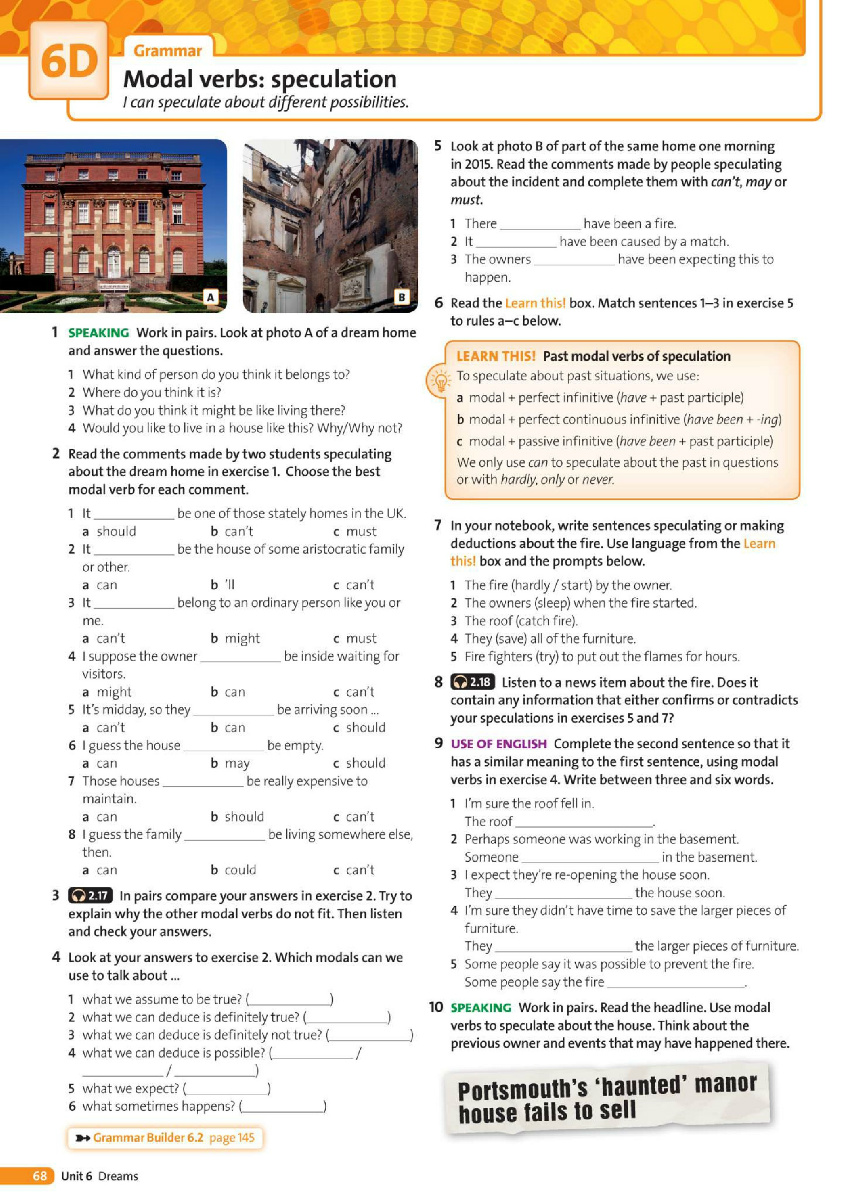 6D
Grammar
Modal verbs: speculation
I can speculate about different possibilities.
A
B
1 SPEAKING Work in pairs. Look at photo A of a dream home
and answer the questions.
1 What kind of person do you think it belongs to?
2 Where do you think it is?
3 What do you think it might be like living there?
4 Would you like to live in a house like this? Why/Why not?
2 Read the comments made by two students speculating
about the dream home in exercise 1. Choose the best
modal verb for each comment.
1 It ____________ be one of those stately homes in the UK.
a should b can't c must
2 It ____________ be the house of some aristocratic family
or other.
a can b 'll c can't
3 It ____________ belong to an ordinary person like you or
me.
a can't b might c must
4 I suppose the owner ____________ be inside waiting for
visitors.
a might b can c can't
5 It's midday, so they ____________ be arriving soon ...
a can't b can c should
6 I guess the house ____________ be empty.
a can b may c should
7 Those houses ____________ be really expensive to
maintain.
a can b should c can't
8 I guess the family ____________ be living somewhere else,
then.
a can b could c can't
3 2.17 In pairs compare your answers in exercise 2. Try to
explain why the other modal verbs do not fit. Then listen
and check your answers.
4 Look at your answers to exercise 2. Which modals can we
use to talk about ...
1 what we assume to be true? (____________)
2 what we can deduce is definitely true? (____________)
3 what we can deduce is definitely not true? (____________)
4 what we can deduce is possible? (____________ /
____________ / ____________)
5 what we expect? (____________)
6 what sometimes happens? (____________)
Grammar Builder 6.2 page 145
5 Look at photo B of part of the same home one morning
in 2015. Read the comments made by people speculating
about the incident and complete them with can't, may or
must.
1 There ____________ have been a fire.
2 It ____________ have been caused by a match.
3 The owners ____________ have been expecting this to
happen.
6 Read the Learn this! box. Match sentences 1–3 in exercise 5
to rules a–c below.
LEARN THIS! Past modal verbs of speculation
To speculate about past situations, we use:
a modal + perfect infinitive (have + past participle)
b modal + perfect continuous infinitive (have been + -ing)
c modal + passive infinitive (have been + past participle)
We only use can to speculate about the past in questions
or with hardly, only or never.
7 In your notebook, write sentences speculating or making
deductions about the fire. Use language from the Learn
this! box and the prompts below.
1 The fire (hardly / start) by the owner.
2 The owners (sleep) when the fire started.
3 The roof (catch fire).
4 They (save) all of the furniture.
5 Fire fighters (try) to put out the flames for hours.
8 2.18 Listen to a news item about the fire. Does it
contain any information that either confirms or contradicts
your speculations in exercises 5 and 7?
9 USE OF ENGLISH Complete the second sentence so that it
has a similar meaning to the first sentence, using modal
verbs in exercise 4. Write between three and six words.
1 I'm sure the roof fell in.
The roof ____________________.
2 Perhaps someone was working in the basement.
Someone ____________________ in the basement.
3 I expect they're re-opening the house soon.
They ____________________ the house soon.
4 I'm sure they didn't have time to save the larger pieces of
furniture.
They ____________________ the larger pieces of furniture.
5 Some people say it was possible to prevent the fire.
Some people say the fire ____________________.
10 SPEAKING Work in pairs. Read the headline. Use modal
verbs to speculate about the house. Think about the
previous owner and events that may have happened there.
Portsmouth's 'haunted' manor
house fails to sell
68 Unit 6 Dreams